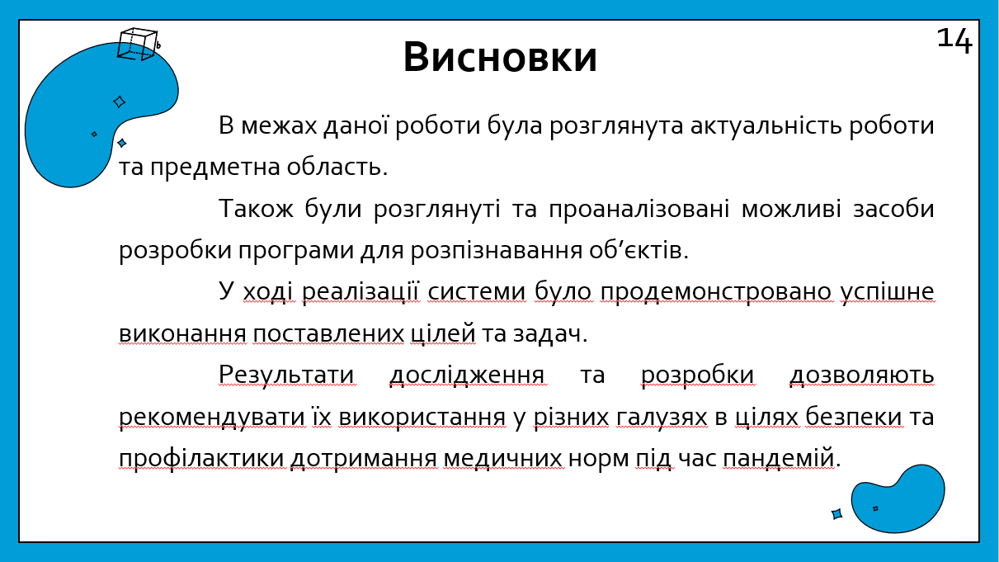 14
Висновки
В межах даної роботи була розглянута актуальність роботи
та предметна область.
Також були розглянуті та проаналізовані можливі засоби
розробки програми для розпізнавання об’єктів.
У ході реалізації системи було продемонстровано успішне
виконання поставлених цілей та задач.
Результати дослідження та розробки дозволяють
рекомендувати їх використання у різних галузях в цілях безпеки та
профілактики дотримання медичних норм під час пандемій.